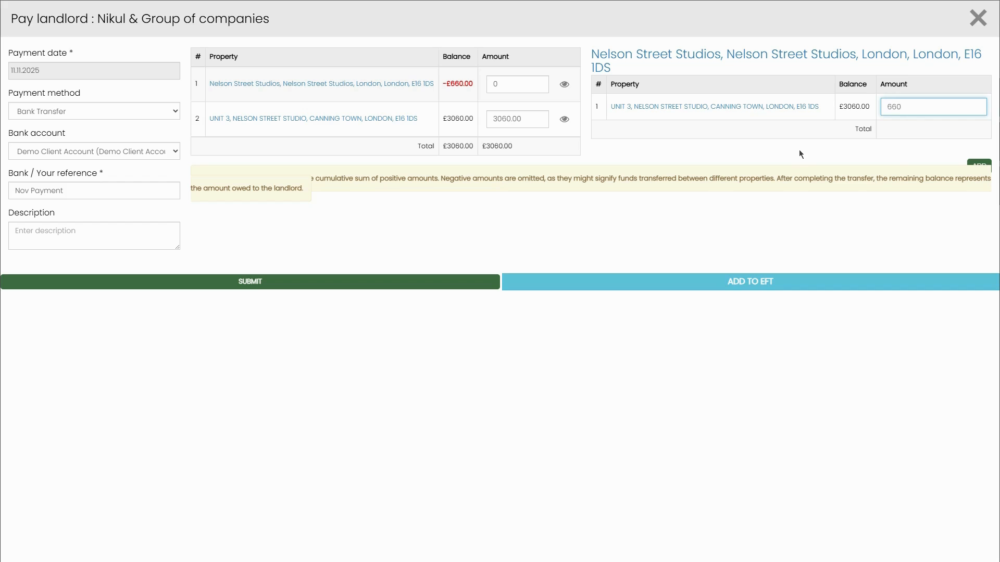 Pay landlord : Nikul & Group of companies
Payment date *
11.11.2025
Payment method
Bank Transfer
Bank account
Demo Client Account (Demo Client Accou
Bank / Your reference *
Nov Payment
Description
Enter description
# Property Balance Amount
1 Nelson Street Studios, Nelson Street Studios, London, London, E16 1DS -£660.00 0
2 UNIT 3, NELSON STREET STUDIO, CANNING TOWN, LONDON, E16 1DS £3060.00 3060.00
Total £3060.00 £3060.00
Nelson Street Studios, Nelson Street Studios, London, London, E16
1DS
# Property Balance Amount
1 UNIT 3, NELSON STREET STUDIO, CANNING TOWN, LONDON, E16 1DS £3060.00 660
Total
ADD
cumulative sum of positive amounts. Negative amounts are omitted, as they might signify funds transferred between different properties. After completing the transfer, the remaining balance represents
the amount owed to the landlord.
SUBMIT
ADD TO EFT